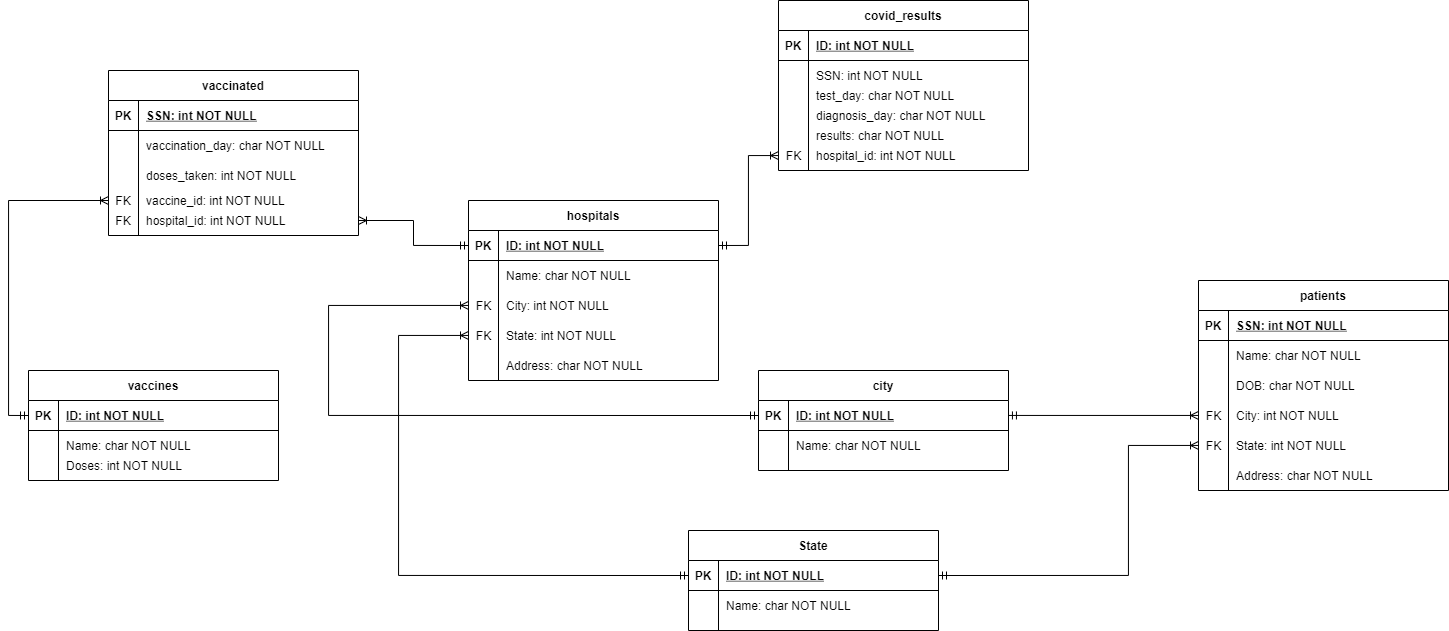 covid_results
PK ID: int NOT NULL
SSN: int NOT NULL
test_day: char NOT NULL
diagnosis_day: char NOT NULL
results: char NOT NULL
FK hospital_id: int NOT NULL
vaccinated
PK SSN: int NOT NULL
vaccination_day: char NOT NULL
doses_taken: int NOT NULL
FK vaccine_id: int NOT NULL
FK hospital_id: int NOT NULL
hospitals
PK ID: int NOT NULL
Name: char NOT NULL
FK City: int NOT NULL
FK State: int NOT NULL
Address: char NOT NULL
patients
PK SSN: int NOT NULL
Name: char NOT NULL
DOB: char NOT NULL
FK City: int NOT NULL
FK State: int NOT NULL
Address: char NOT NULL
vaccines
PK ID: int NOT NULL
Name: char NOT NULL
Doses: int NOT NULL
city
PK ID: int NOT NULL
Name: char NOT NULL
State
PK ID: int NOT NULL
Name: char NOT NULL